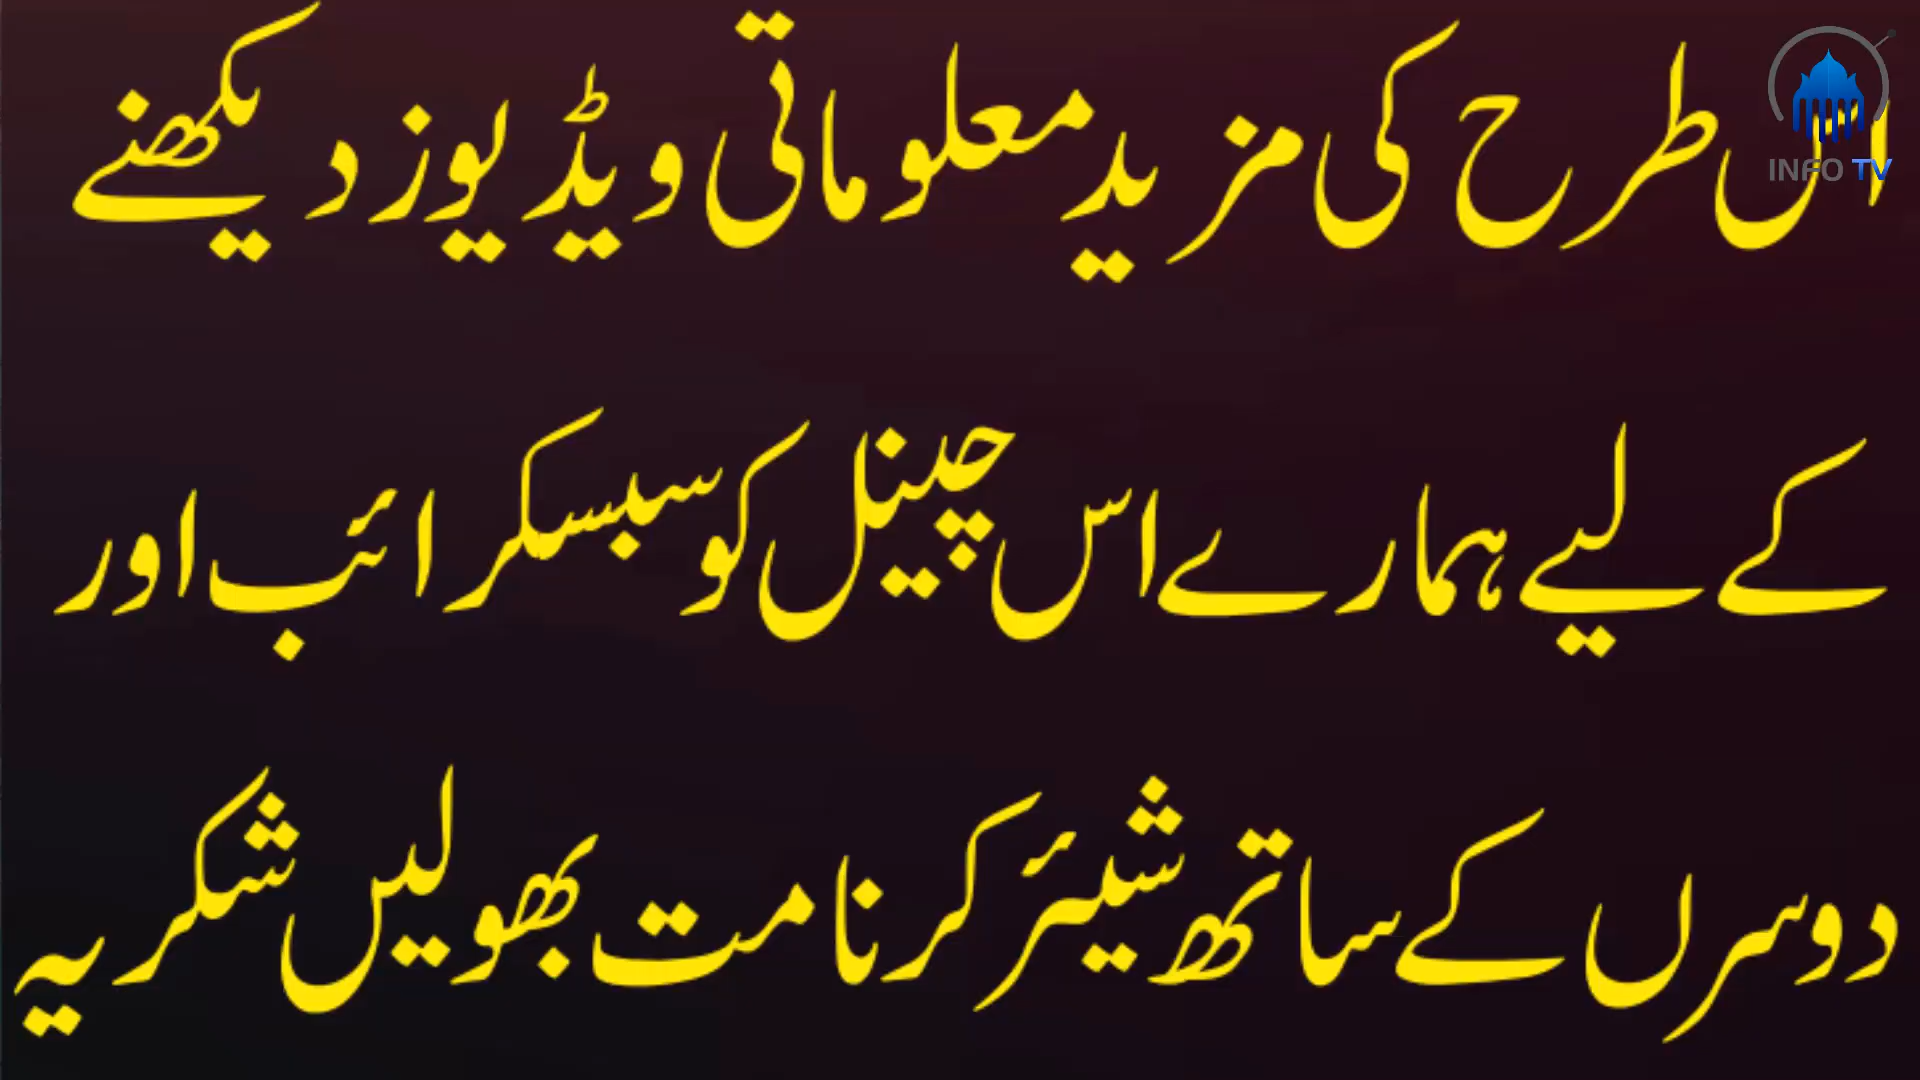 اس طرح کی مزید معلوماتی ویڈیوز دیکھنے
کے لیے ہمارے اس چینل کو سبسکرائب اور
دوسرں کے ساتھ شیئر کرنا مت بھولیں شکریہ
INFO TV